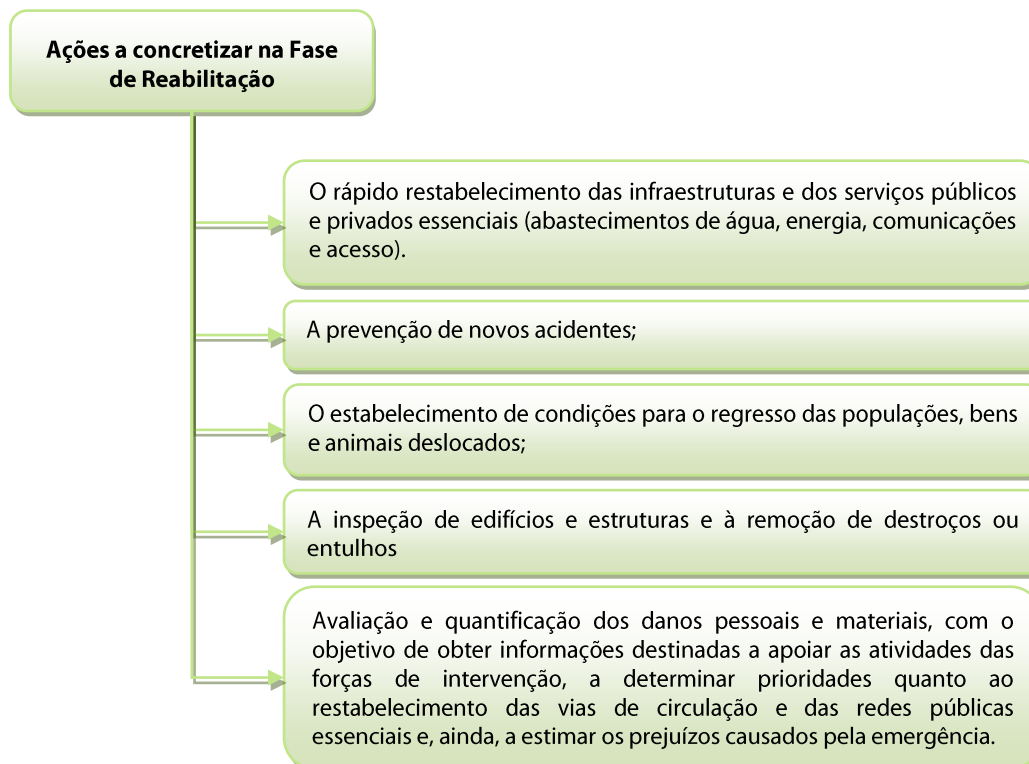 Ações a concretizar na Fase
de Reabilitação
O rápido restabelecimento das infraestruturas e dos serviços públicos
e privados essenciais (abastecimentos de água, energia, comunicações
e acesso).
A prevenção de novos acidentes;
O estabelecimento de condições para o regresso das populações, bens
e animais deslocados;
A inspeção de edifícios e estruturas e à remoção de destroços ou
entulhos
Avaliação e quantificação dos danos pessoais e materiais, com o
objetivo de obter informações destinadas a apoiar as atividades das
forças de intervenção, a determinar prioridades quanto ao
restabelecimento das vias de circulação e das redes públicas
essenciais e, ainda, a estimar os prejuízos causados pela emergência.